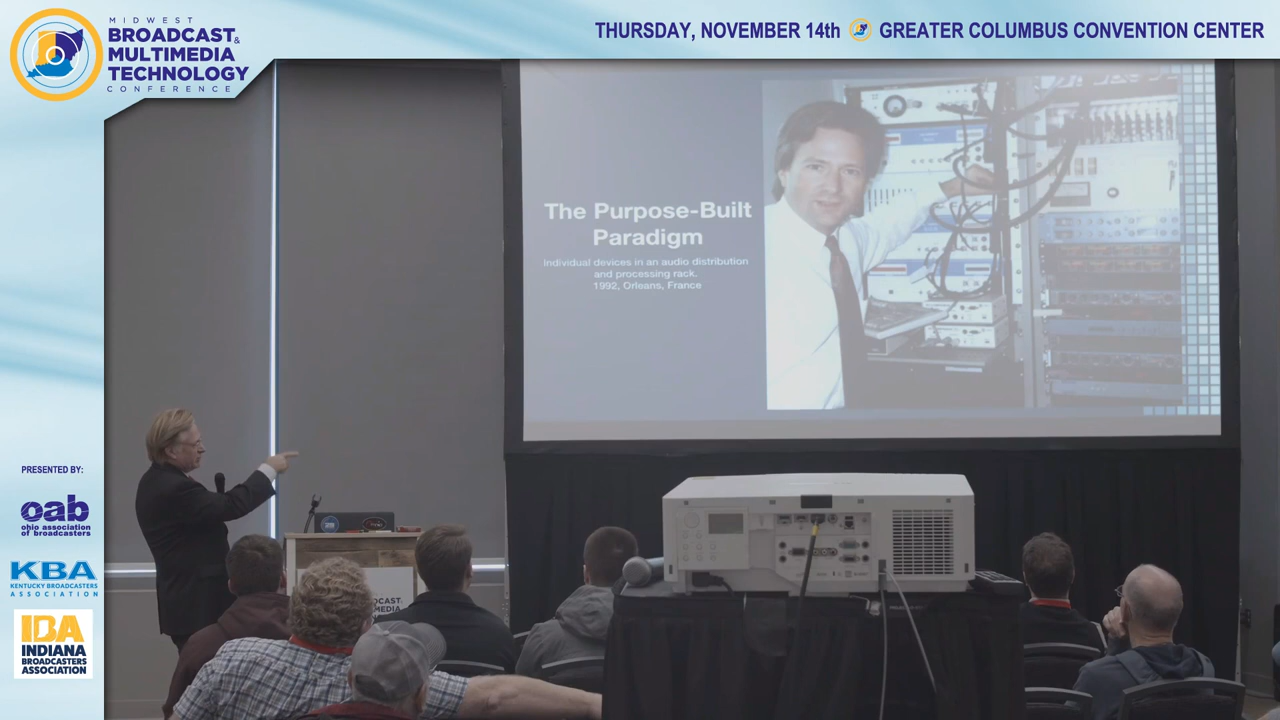 MIDWEST
BROADCAST &
MULTIMEDIA
TECHNOLOGY
CONFERENCE
THURSDAY, NOVEMBER 14th
GREATER COLUMBUS CONVENTION CENTER
The Purpose-Built
Paradigm
Individual devices in an audio distribution
and processing rack.
1992, Orleans, France
PRESENTED BY:
oab
ohio association
of broadcasters
KBA
KENTUCKY BROADCASTERS
ASSOCIATION
IBA
INDIANA
BROADCASTERS
ASSOCIATION